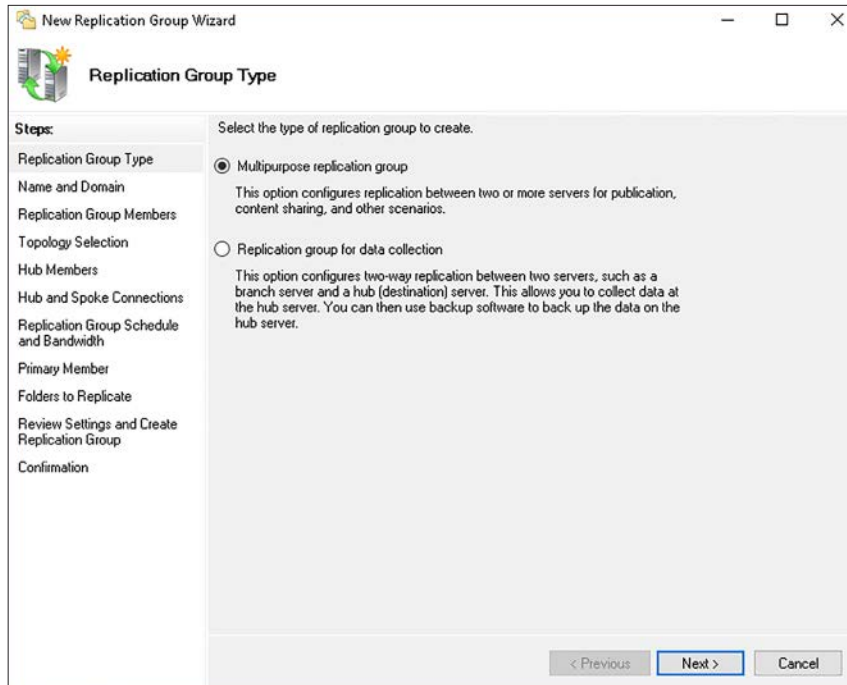 New Replication Group Wizard
Replication Group Type
Steps:
Replication Group Type
Name and Domain
Replication Group Members
Topology Selection
Hub Members
Hub and Spoke Connections
Replication Group Schedule
and Bandwidth
Primary Member
Folders to Replicate
Review Settings and Create
Replication Group
Confirmation
Select the type of replication group to create.
Multipurpose replication group
This option configures replication between two or more servers for publication,
content sharing, and other scenarios.
Replication group for data collection
This option configures two-way replication between two servers, such as a
branch server and a hub (destination) server. This allows you to collect data at
the hub server. You can then use backup software to back up the data on the
hub server.
< Previous
Next >
Cancel